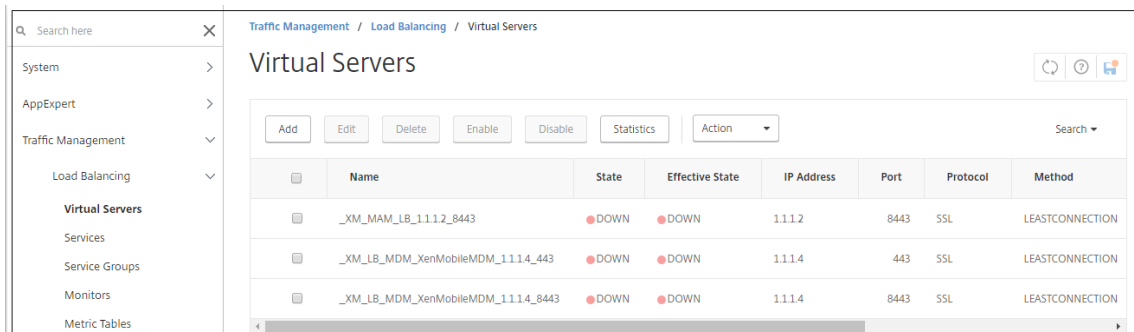 Search here
Traffic Management / Load Balancing / Virtual Servers
System
Virtual Servers
AppExpert
Traffic Management
Add Edit Delete Enable Disable Statistics Action Search
Load Balancing
Name State Effective State IP Address Port Protocol Method
Virtual Servers
_XM_MAM_LB_1.1.1.2_8443 DOWN DOWN 1.1.1.2 8443 SSL LEASTCONNECTION
Services
Service Groups
_XM_LB_MDM_XenMobileMDM_1.1.1.4_443 DOWN DOWN 1.1.1.4 443 SSL LEASTCONNECTION
Monitors
_XM_LB_MDM_XenMobileMDM_1.1.1.4_8443 DOWN DOWN 1.1.1.4 8443 SSL LEASTCONNECTION
Metric Tables